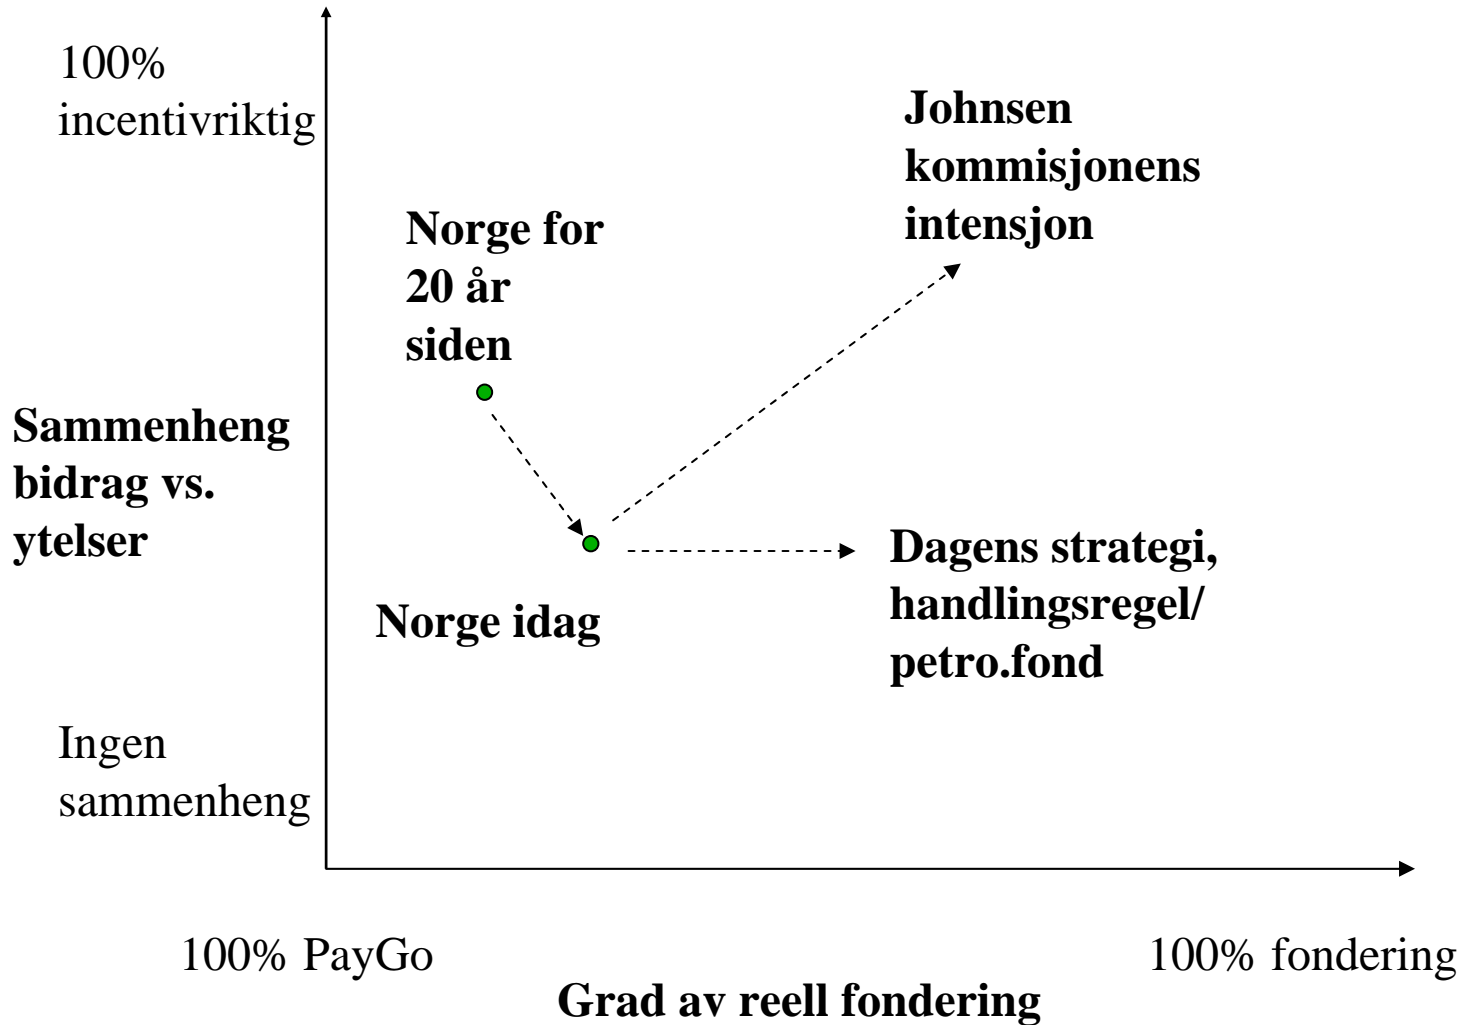 100%
incentivriktig
Johnsen
kommisjonens
intensjon
Norge for
20 år
siden
Sammenheng
bidrag vs.
ytelser
Dagens strategi,
handlingsregel/
petro.fond
Norge idag
Ingen
sammenheng
100% PayGo
100% fondering
Grad av reell fondering